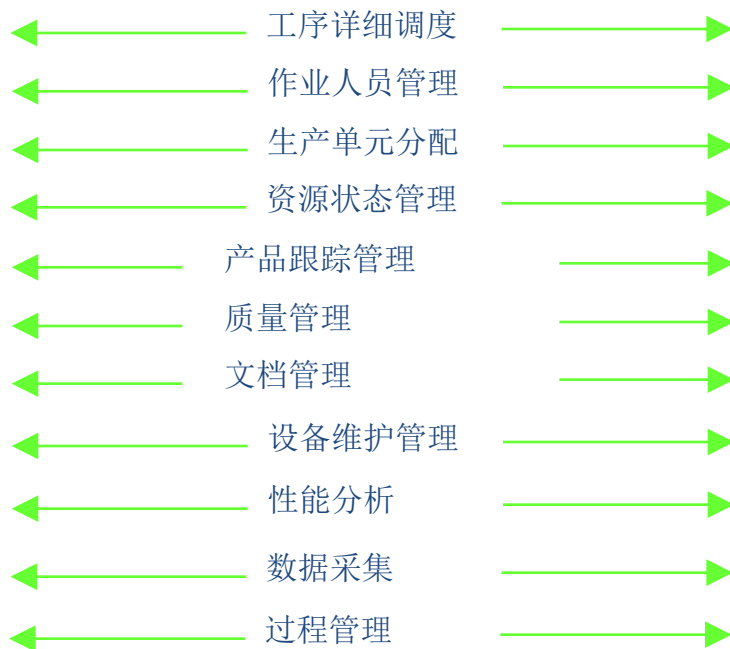 工序详细调度
作业人员管理
生产单元分配
资源状态管理
产品跟踪管理
质量管理
文档管理
设备维护管理
性能分析
数据采集
过程管理